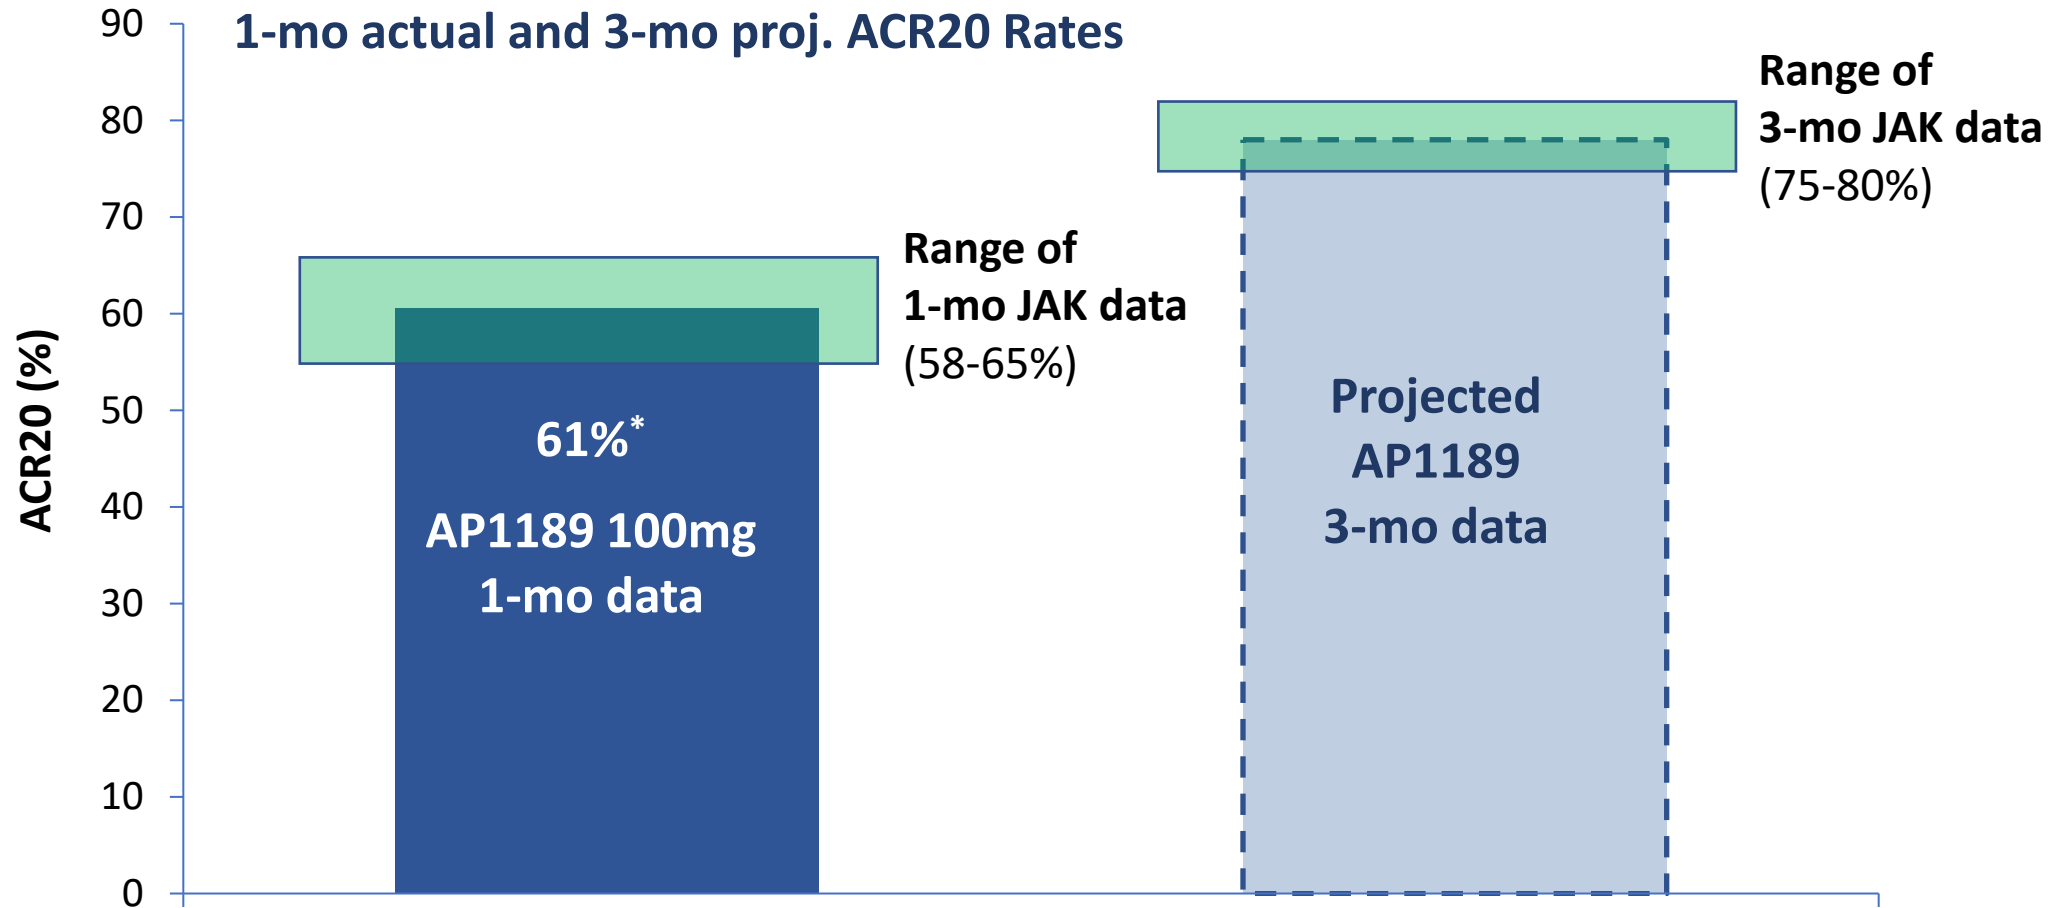 1-mo actual and 3-mo proj. ACR20 Rates
ACR20 (%)
90
80
70
60
50
40
30
20
10
0
Range of
1-mo JAK data
(58-65%)
61%*
AP1189 100mg
1-mo data
Range of
3-mo JAK data
(75-80%)
Projected
AP1189
3-mo data